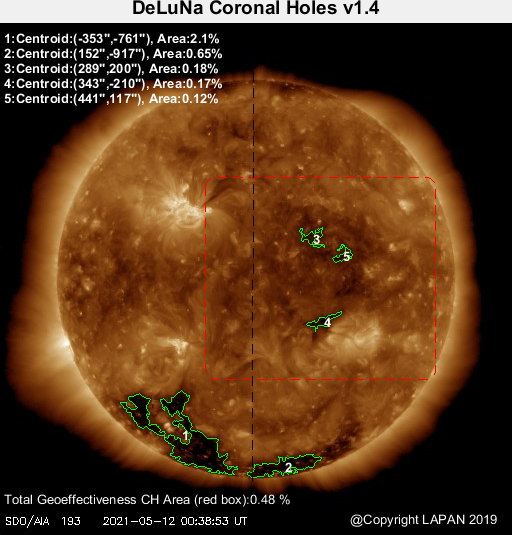 DeLuNa Coronal Holes v1.4
1:Centroid:(-353",-761"), Area:2.1%
2:Centroid:(152",-917"), Area:0.65%
3:Centroid:(289",200"), Area:0.18%
4:Centroid:(343",-210"), Area:0.17%
5:Centroid:(441",117"), Area:0.12%
3
5
4
1
2
Total Geoeffectiveness CH Area (red box):0.48 %
SDO/AIA 193 2021-05-12 00:38:53 UT
@Copyright LAPAN 2019